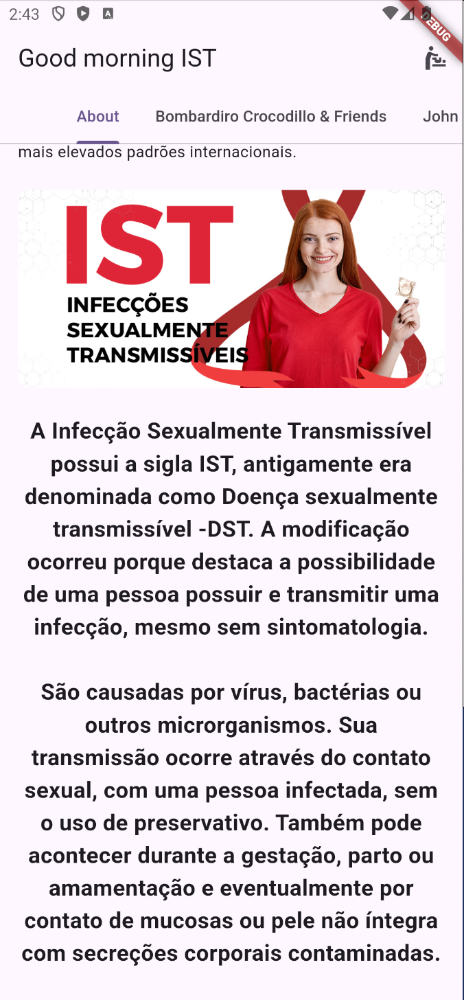 2:43
A
DEBUG
Good morning IST
About
Bombardiro Crocodillo & Friends
John
mais elevados padrões internacionais.
IST
INFECÇÕES
SEXUALMENTE
TRANSMISSÍVEIS
A Infecção Sexualmente Transmissível
possui a sigla IST, antigamente era
denominada como Doença sexualmente
transmissível -DST. A modificação
ocorreu porque destaca a possibilidade
de uma pessoa possuir e transmitir uma
infecção, mesmo sem sintomatologia.
São causadas por vírus, bactérias ou
outros microrganismos. Sua
transmissão ocorre através do contato
sexual, com uma pessoa infectada, sem
o uso de preservativo. Também pode
acontecer durante a gestação, parto ou
amamentação e eventualmente por
contato de mucosas ou pele não íntegra
com secreções corporais contaminadas.